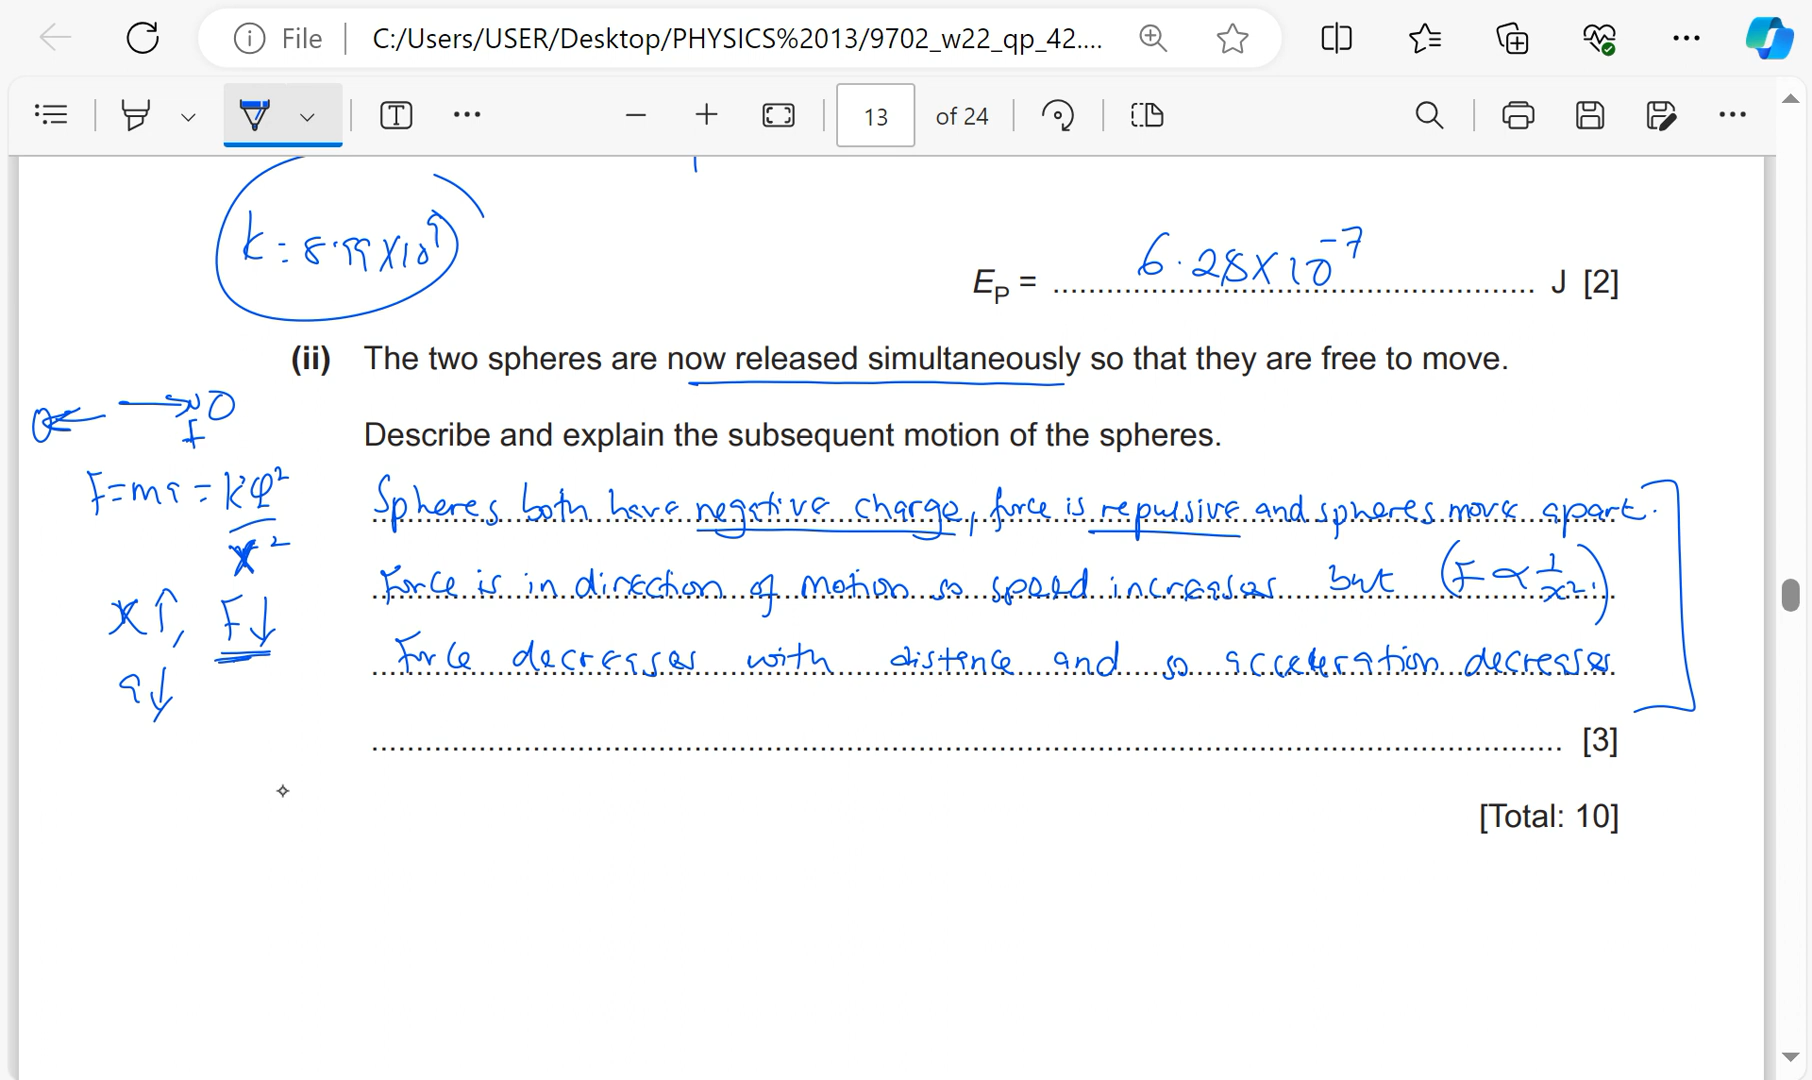 File C:/Users/USER/Desktop/PHYSICS%2013/9702_w22_qp_42....
13 of 24
k = 8.99 X 10^9
E_P = 6.28 X 10^-7 J [2]
(ii) The two spheres are now released simultaneously so that they are free to move.
Describe and explain the subsequent motion of the spheres.
F
F = ma = kQ^2
x^2
x↑, F↓
a↓
Spheres both have negative charge, force is repulsive and spheres move apart.
Force is in direction of motion so speed increases but (F ∝ 1/x^2.)
Force decreases with distance and so acceleration decreases
[3]
[Total: 10]